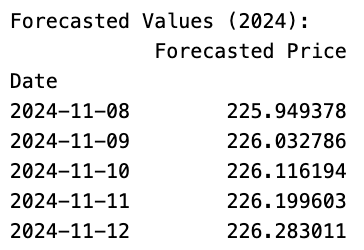 Forecasted Values (2024):
Forecasted Price
Date
2024-11-08 225.949378
2024-11-09 226.032786
2024-11-10 226.116194
2024-11-11 226.199603
2024-11-12 226.283011